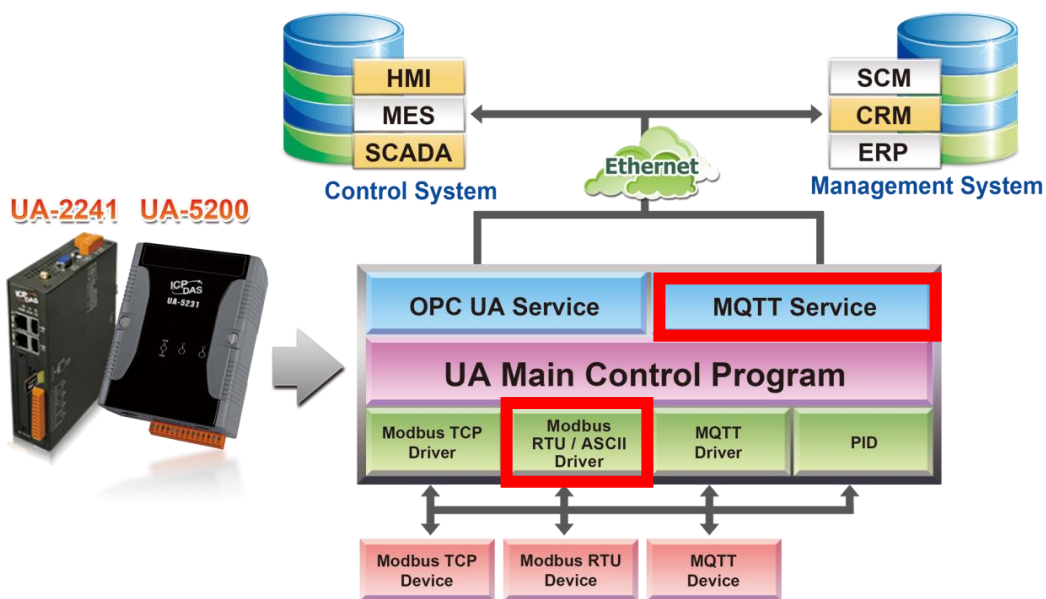 HMI
MES
SCADA
Control System
SCM
CRM
ERP
Management System
Ethernet
UA-2241 UA-5200
ICP DAS
ICP DAS
UA-5231
OPC UA Service
MQTT Service
UA Main Control Program
Modbus TCP
Driver
Modbus
RTU / ASCII
Driver
MQTT
Driver
PID
Modbus TCP
Device
Modbus RTU
Device
MQTT
Device